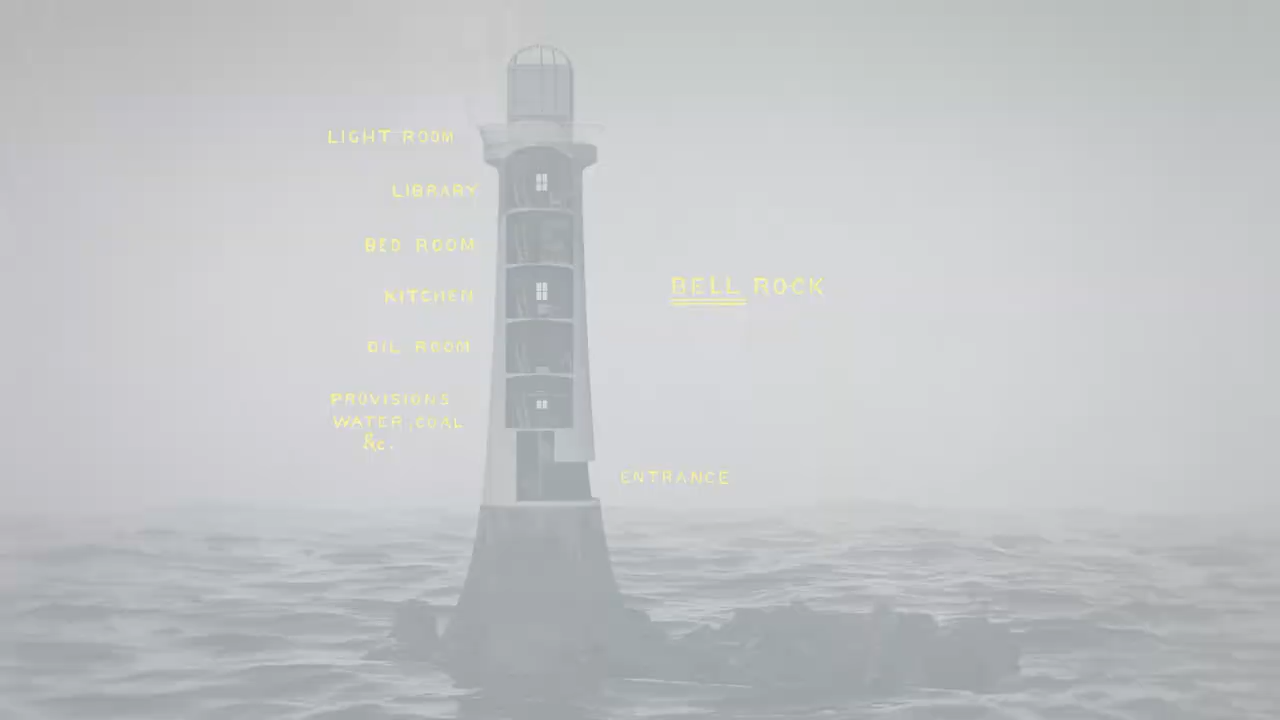 LIGHT ROOM
LIBRARY
BED ROOM
BELL ROCK
KITCHEN
OIL ROOM
PROVISIONS
WATER, COAL
&c.
ENTRANCE